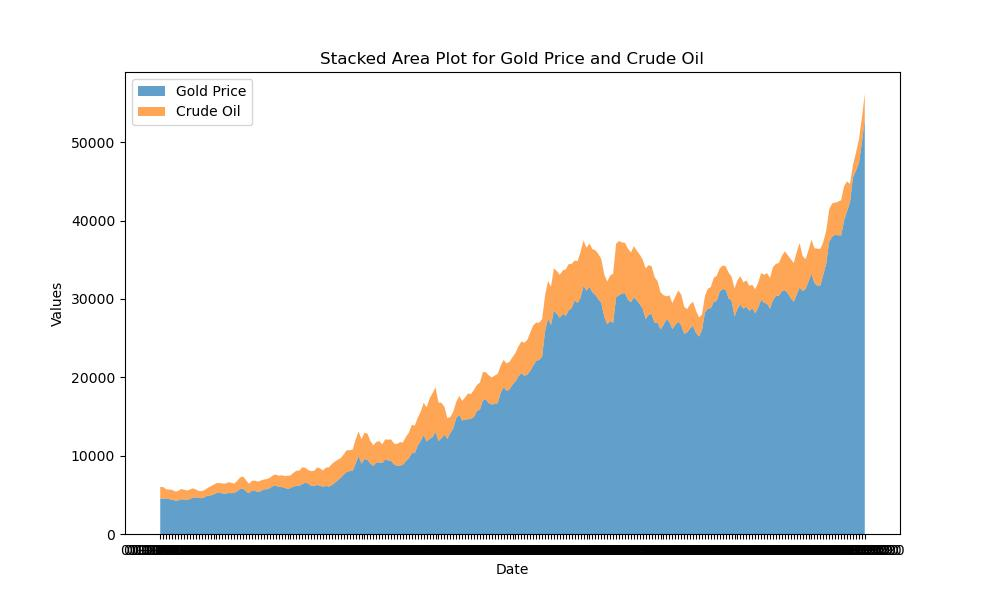 Stacked Area Plot for Gold Price and Crude Oil
Gold Price
Crude Oil
50000
40000
30000
20000
10000
0
Values
Date